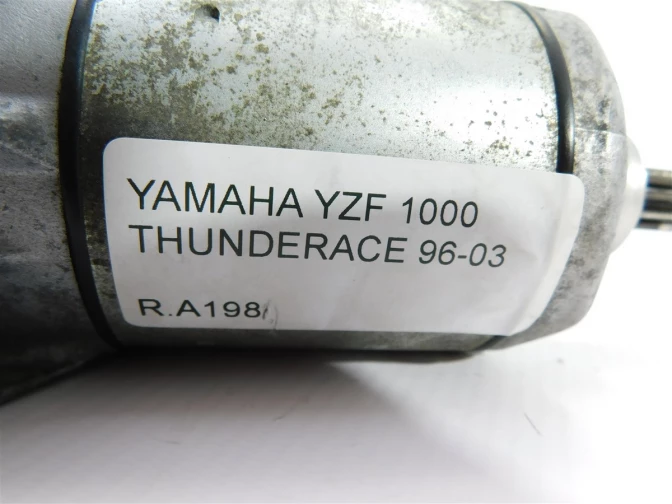 YAMAHA YZF 1000
THUNDERACE 96-03
R.A198